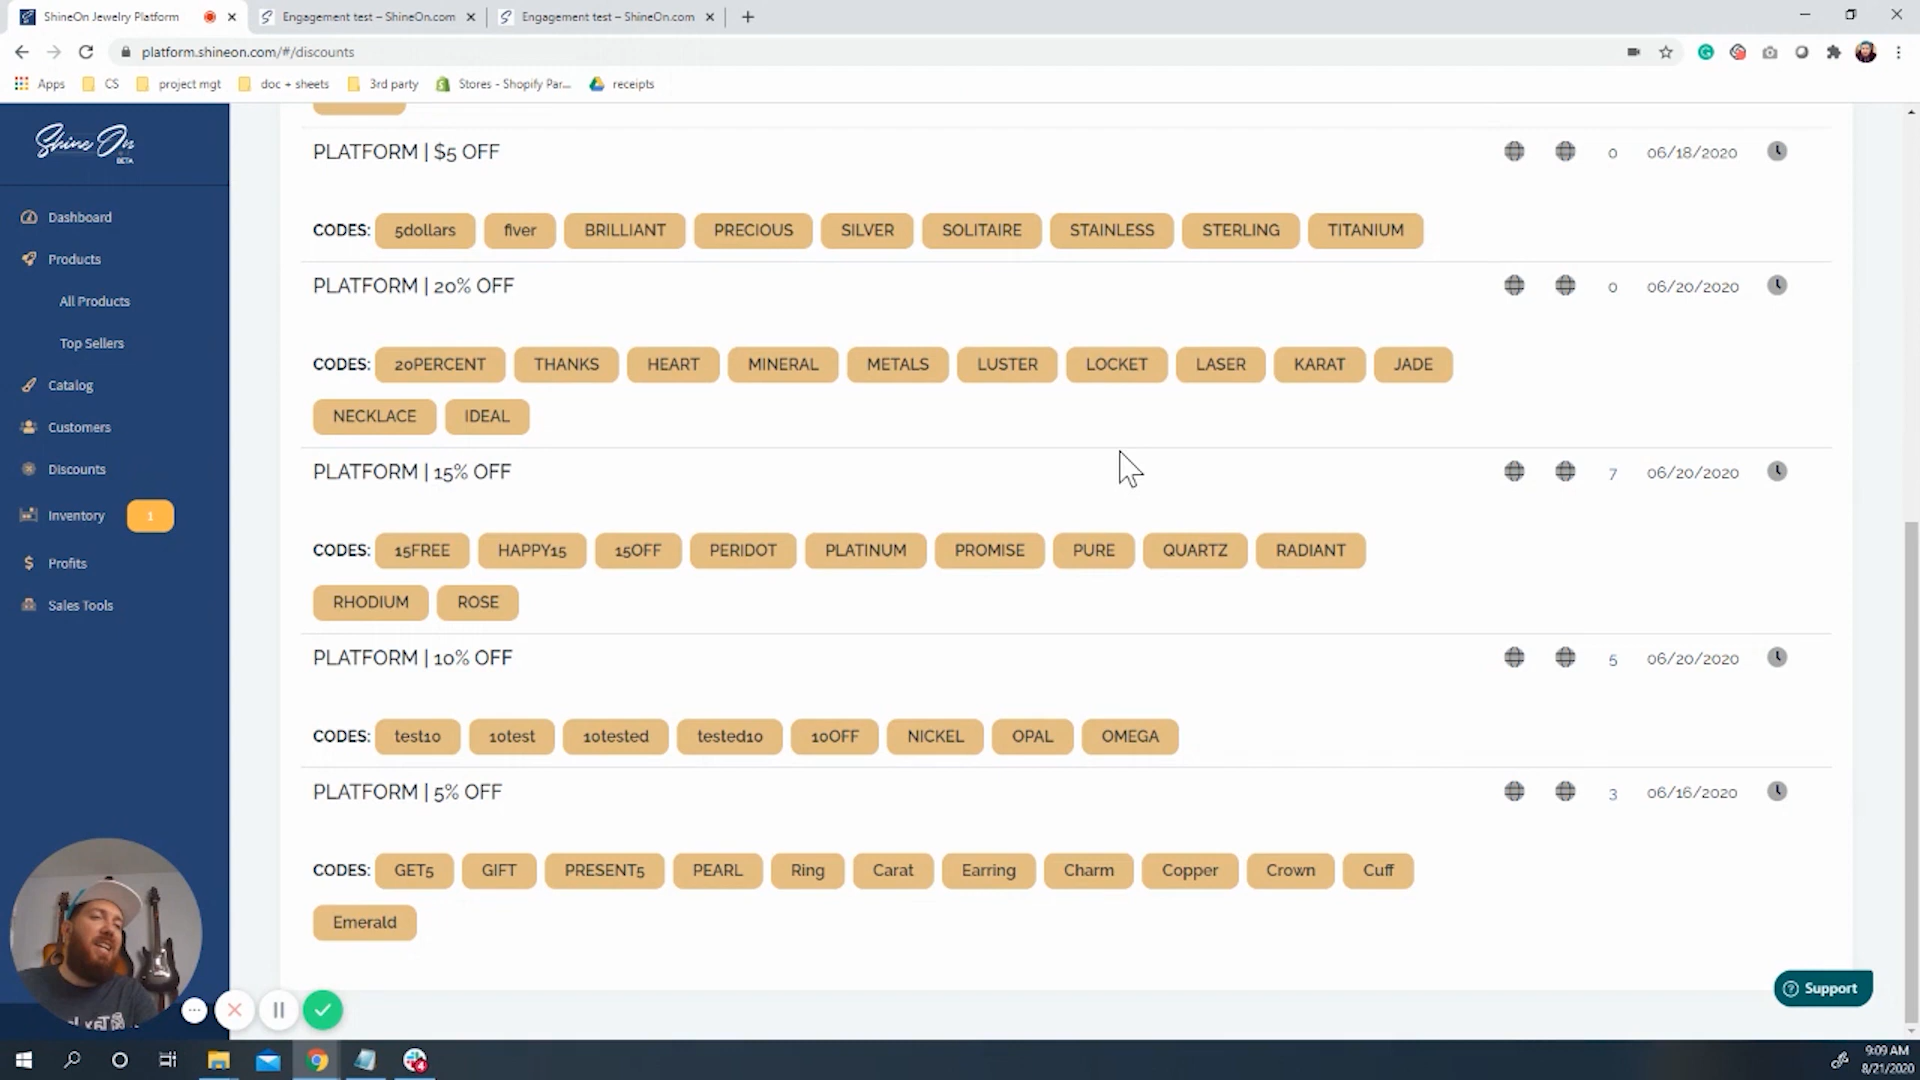 ShineOn Jewelry Platform
Engagement test – ShineOn.com
Engagement test – ShineOn.com
platform.shineon.com/#/discounts
Apps
CS
project mgt
doc + sheets
3rd party
Stores - Shopify Par...
receipts
Shine On
BETA
Dashboard
Products
All Products
Top Sellers
Catalog
Customers
Discounts
Inventory 1
Profits
Sales Tools
PLATFORM | $5 OFF 0 06/18/2020
CODES: 5dollars fiver BRILLIANT PRECIOUS SILVER SOLITAIRE STAINLESS STERLING TITANIUM
PLATFORM | 20% OFF 0 06/20/2020
CODES: 20PERCENT THANKS HEART MINERAL METALS LUSTER LOCKET LASER KARAT JADE
NECKLACE IDEAL
PLATFORM | 15% OFF 7 06/20/2020
CODES: 15FREE HAPPY15 15OFF PERIDOT PLATINUM PROMISE PURE QUARTZ RADIANT
RHODIUM ROSE
PLATFORM | 10% OFF 5 06/20/2020
CODES: test10 10test 10tested tested10 10OFF NICKEL OPAL OMEGA
PLATFORM | 5% OFF 3 06/16/2020
CODES: GET5 GIFT PRESENT5 PEARL Ring Carat Earring Charm Copper Crown Cuff
Emerald
Support
4
9:09 AM
8/21/2020